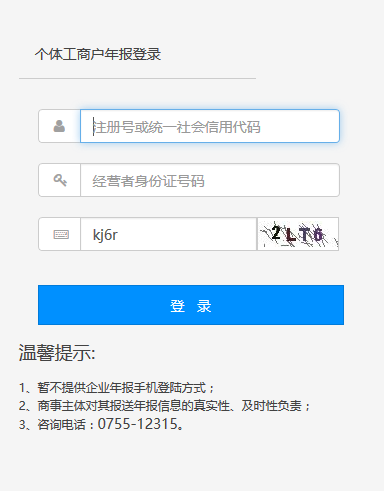 个体工商户年报登录
注册号或统一社会信用代码
经营者身份证号码
kj6r 2LT6
登 录
温馨提示:
1、暂不提供企业年报手机登陆方式；
2、商事主体对其报送年报信息的真实性、及时性负责；
3、咨询电话：0755-12315。